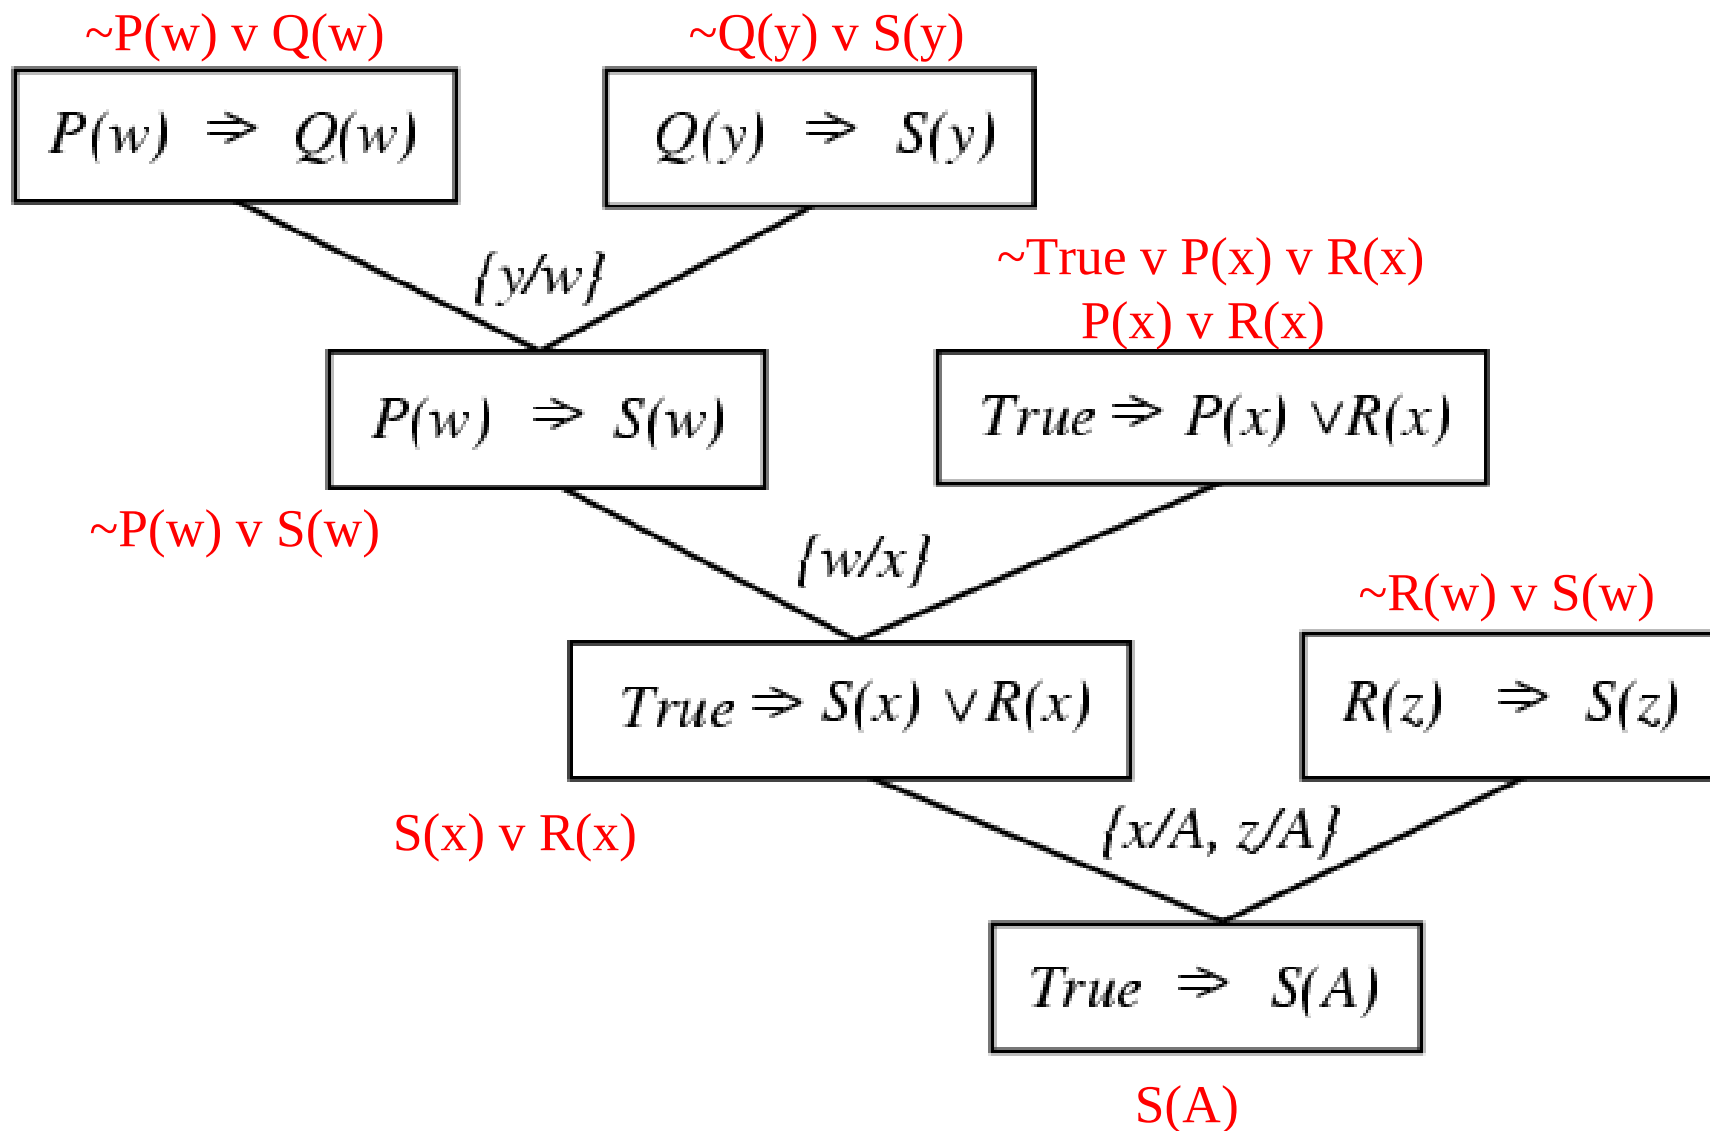 ~P(w) v Q(w)
~Q(y) v S(y)
P(w) ⇒ Q(w)
Q(y) ⇒ S(y)
{y/w}
~True v P(x) v R(x)
P(x) v R(x)
P(w) ⇒ S(w)
True ⇒ P(x) ∨R(x)
~P(w) v S(w)
{w/x}
~R(w) v S(w)
True ⇒ S(x) ∨R(x)
R(z) ⇒ S(z)
S(x) v R(x)
{x/A, z/A}
True ⇒ S(A)
S(A)